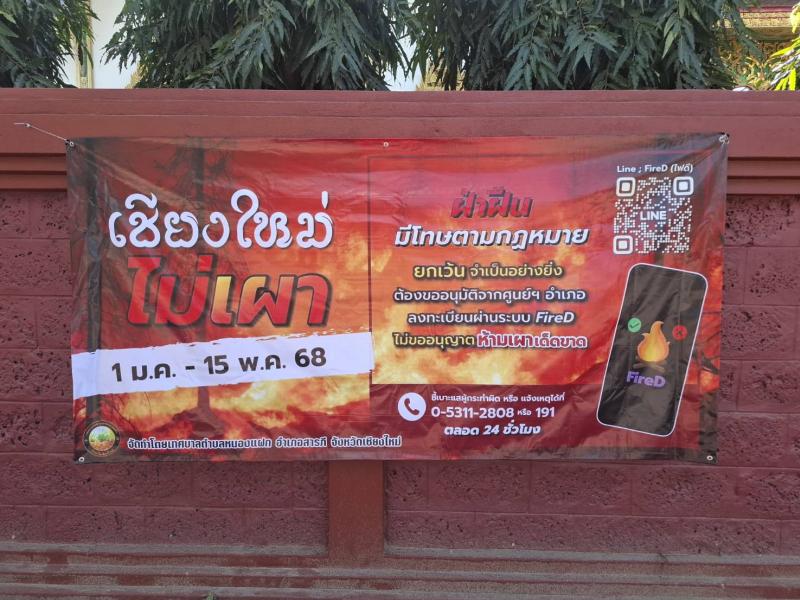 เชียงใหม่
ไม่เผา
1 ม.ค. - 15 พ.ค. 68
จัดทำโดยเทศบาลตำบลหนองแฝก อำเภอสารภี จังหวัดเชียงใหม่
ฝ่าฝืน
มีโทษตามกฎหมาย
ยกเว้น จำเป็นอย่างยิ่ง
ต้องขออนุมัติจากศูนย์ฯ อำเภอ
ลงทะเบียนผ่านระบบ FireD
ไม่ขออนุญาต ห้ามเผาเด็ดขาด
ชี้เบาะแสผู้กระทำผิด หรือ แจ้งเหตุได้ที่
0-5311-2808 หรือ 191
ตลอด 24 ชั่วโมง
Line ; FireD (ไฟดี)
LINE
FireD